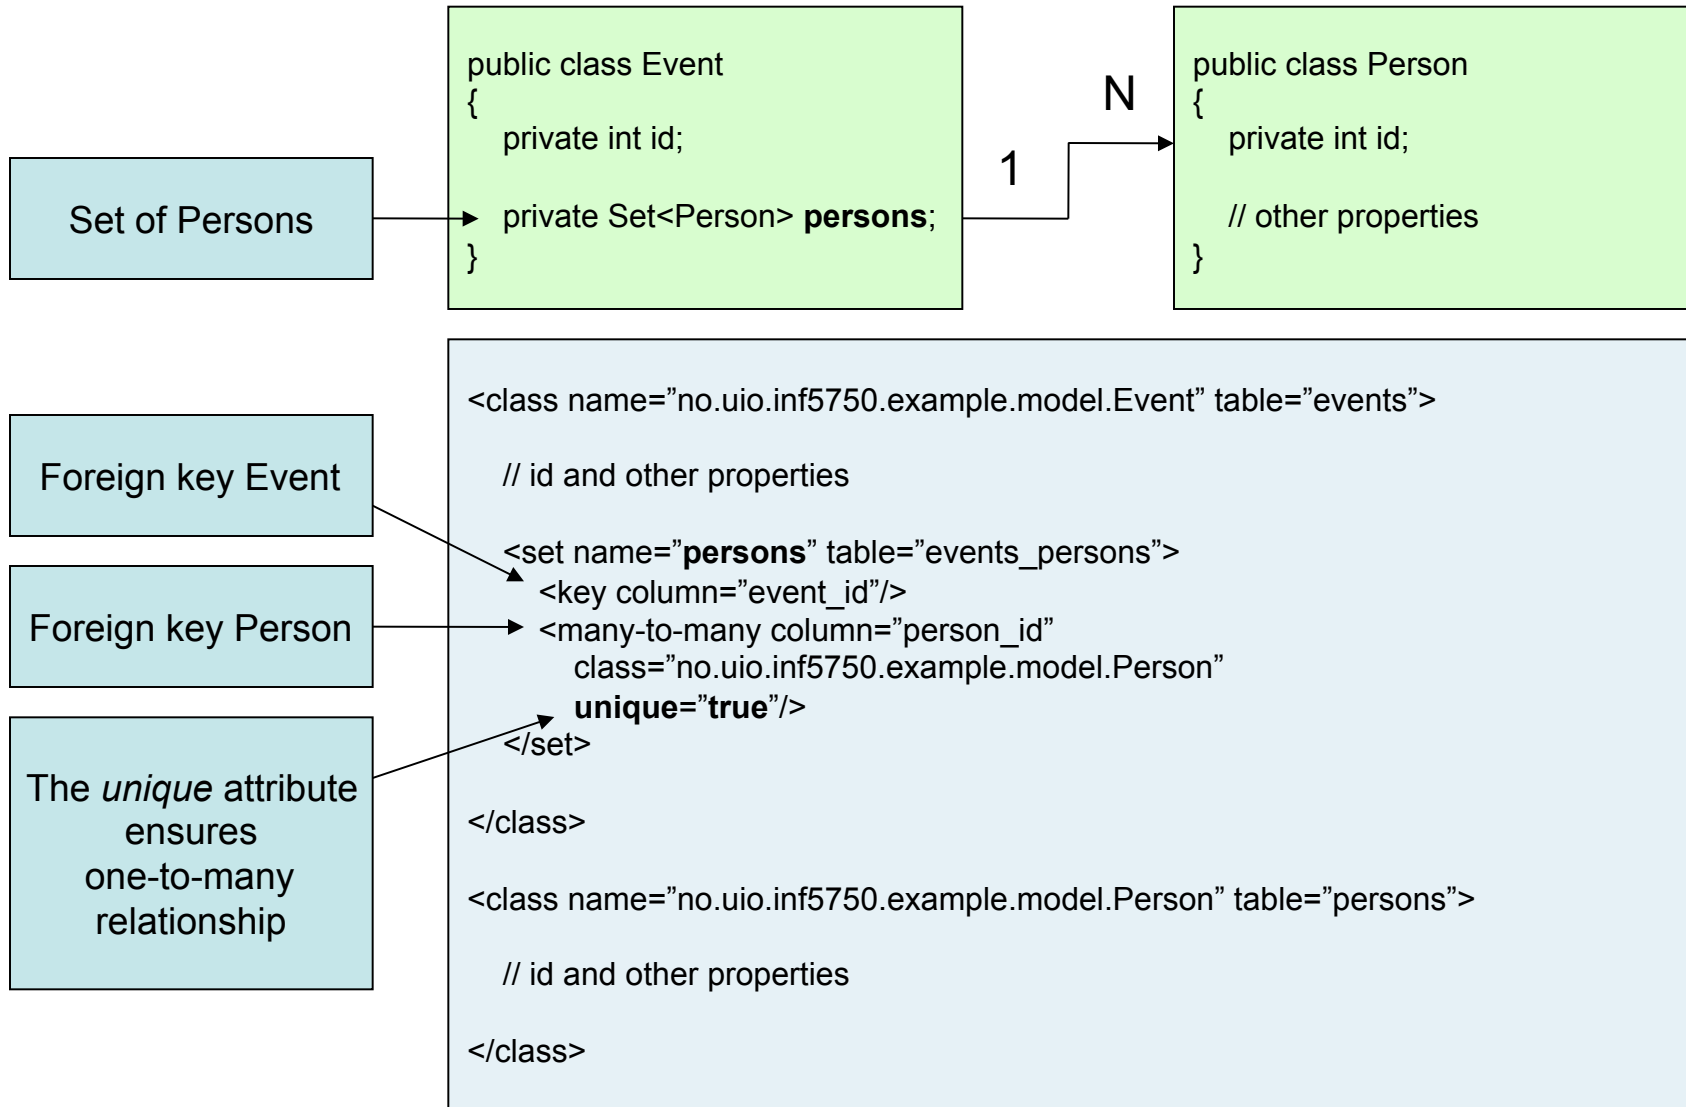 public class Event
{
private int id;
private Set<Person> persons;
}
1
N
public class Person
{
private int id;
// other properties
}
Set of Persons
Foreign key Event
Foreign key Person
The unique attribute
ensures
one-to-many
relationship
<class name=”no.uio.inf5750.example.model.Event” table=”events”>
// id and other properties
<set name=”persons” table=”events_persons”>
<key column=”event_id”/>
<many-to-many column=”person_id”
class=”no.uio.inf5750.example.model.Person”
unique=”true”/>
</set>
</class>
<class name=”no.uio.inf5750.example.model.Person” table=”persons”>
// id and other properties
</class>